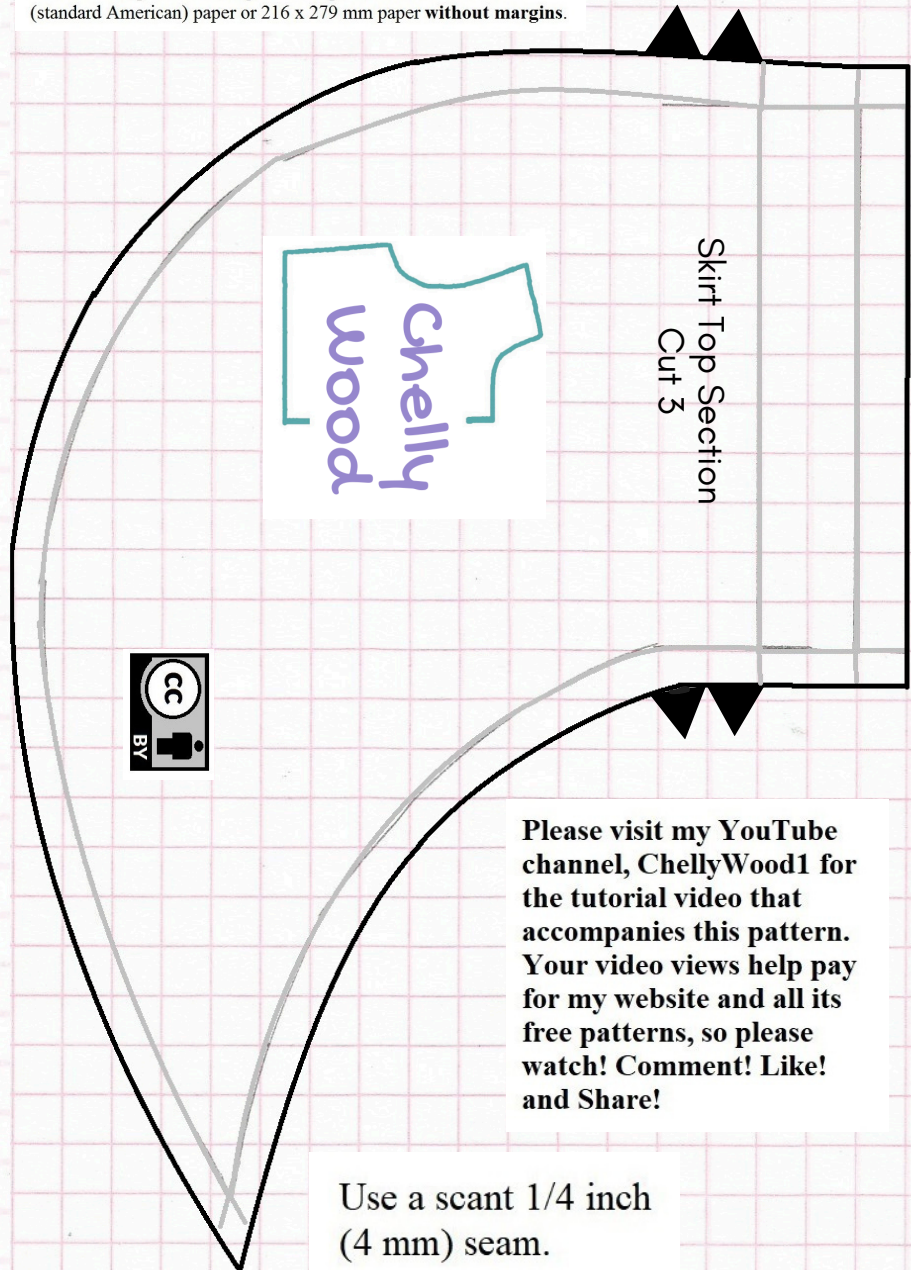 (standard American) paper or 216 x 279 mm paper without margins.
Skirt Top Section
Cut 3
Chelly
Wood
cc
BY
Please visit my YouTube
channel, ChellyWood1 for
the tutorial video that
accompanies this pattern.
Your video views help pay
for my website and all its
free patterns, so please
watch! Comment! Like!
and Share!
Use a scant 1/4 inch
(4 mm) seam.